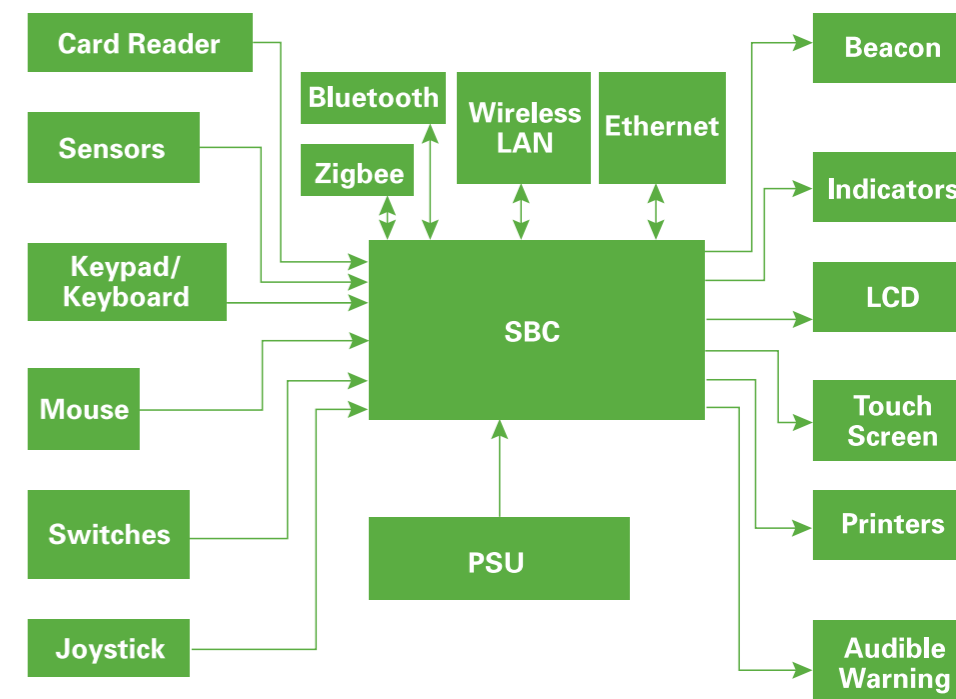 Card Reader
Beacon
Bluetooth
Wireless
LAN
Ethernet
Sensors
Zigbee
Indicators
Keypad/
Keyboard
SBC
LCD
Mouse
Touch
Screen
Switches
PSU
Printers
Joystick
Audible
Warning